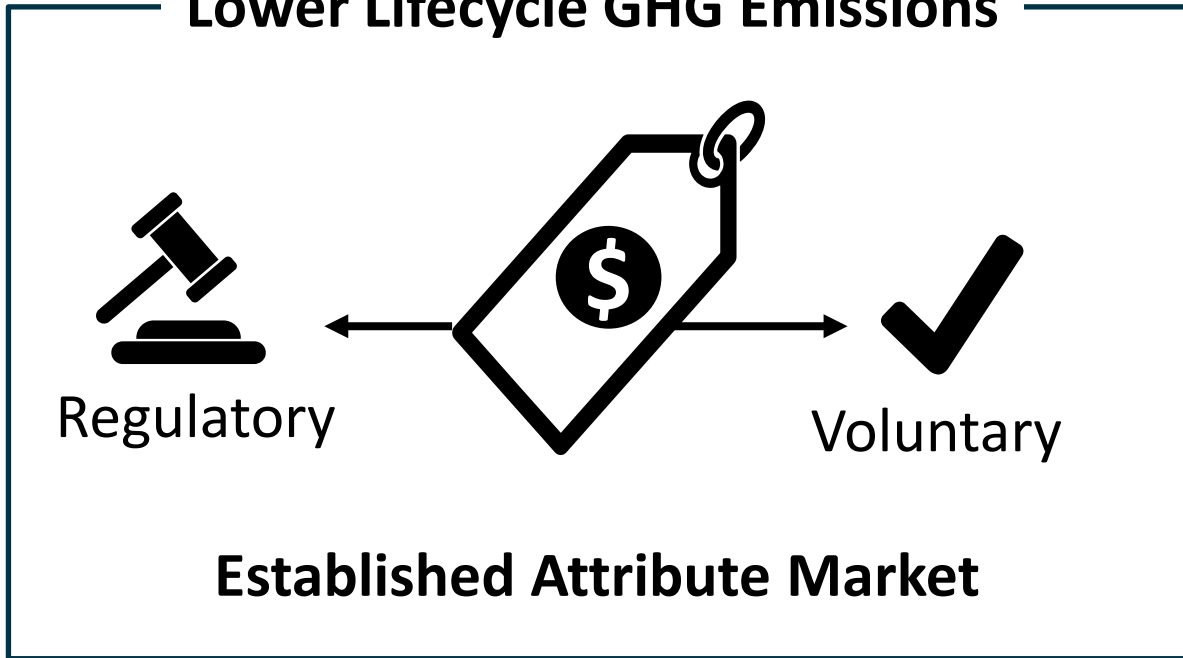 Lower Lifecycle GHG Emissions
$
Regulatory
Voluntary
Established Attribute Market